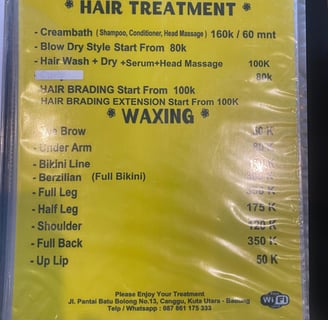 * HAIR TREATMENT *
- Creambath ( Shampoo, Conditioner, Head Massage ) 160k / 60 mnt
- Blow Dry Style Start From 80k
- Hair Wash + Dry +Serum+Head Massage 100K
80k
HAIR BRADING Start From 100k
HAIR BRADING EXTENSION Start From 100K
* WAXING *
Brow
- Under Arm
- Bikini Line
- Berzilian (Full Bikini)
- Full Leg
- Half Leg 175 K
- Shoulder 120 K
- Full Back 350 K
- Up Lip 50 K
Please Enjoy Your Treatment
Jl. Pantai Batu Bolong No.13, Canggu, Kuta Utara - Badung
Telp / Whatsapp : 087 861 175 333
Wi Fi